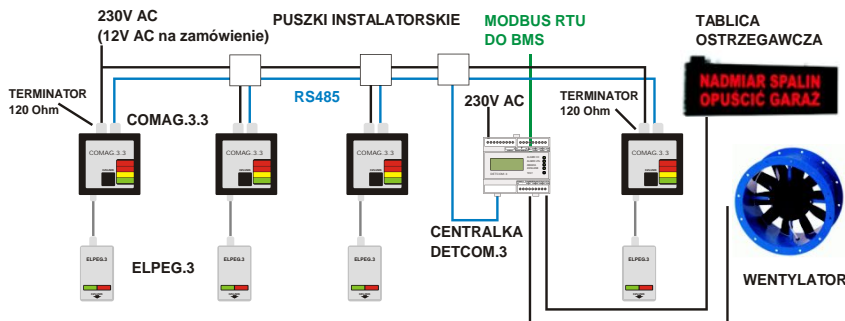 230V AC
(12V AC na zamówienie)
PUSZKI INSTALATORSKIE
MODBUS RTU
DO BMS
TABLICA
OSTRZEGAWCZA
NADMIAR SPALIN
OPUŚCIĆ GARAŻ
TERMINATOR
120 Ohm
COMAG.3.3
RS485
230V AC
TERMINATOR
120 Ohm
COMAG.3.3
COMAG.3.3
COMAG.3.3
COMAG.3.3
CENTRALKA
DETCOM.3
ELPEG.3
ELPEG.3
ELPEG.3
ELPEG.3
ELPEG.3
WENTYLATOR